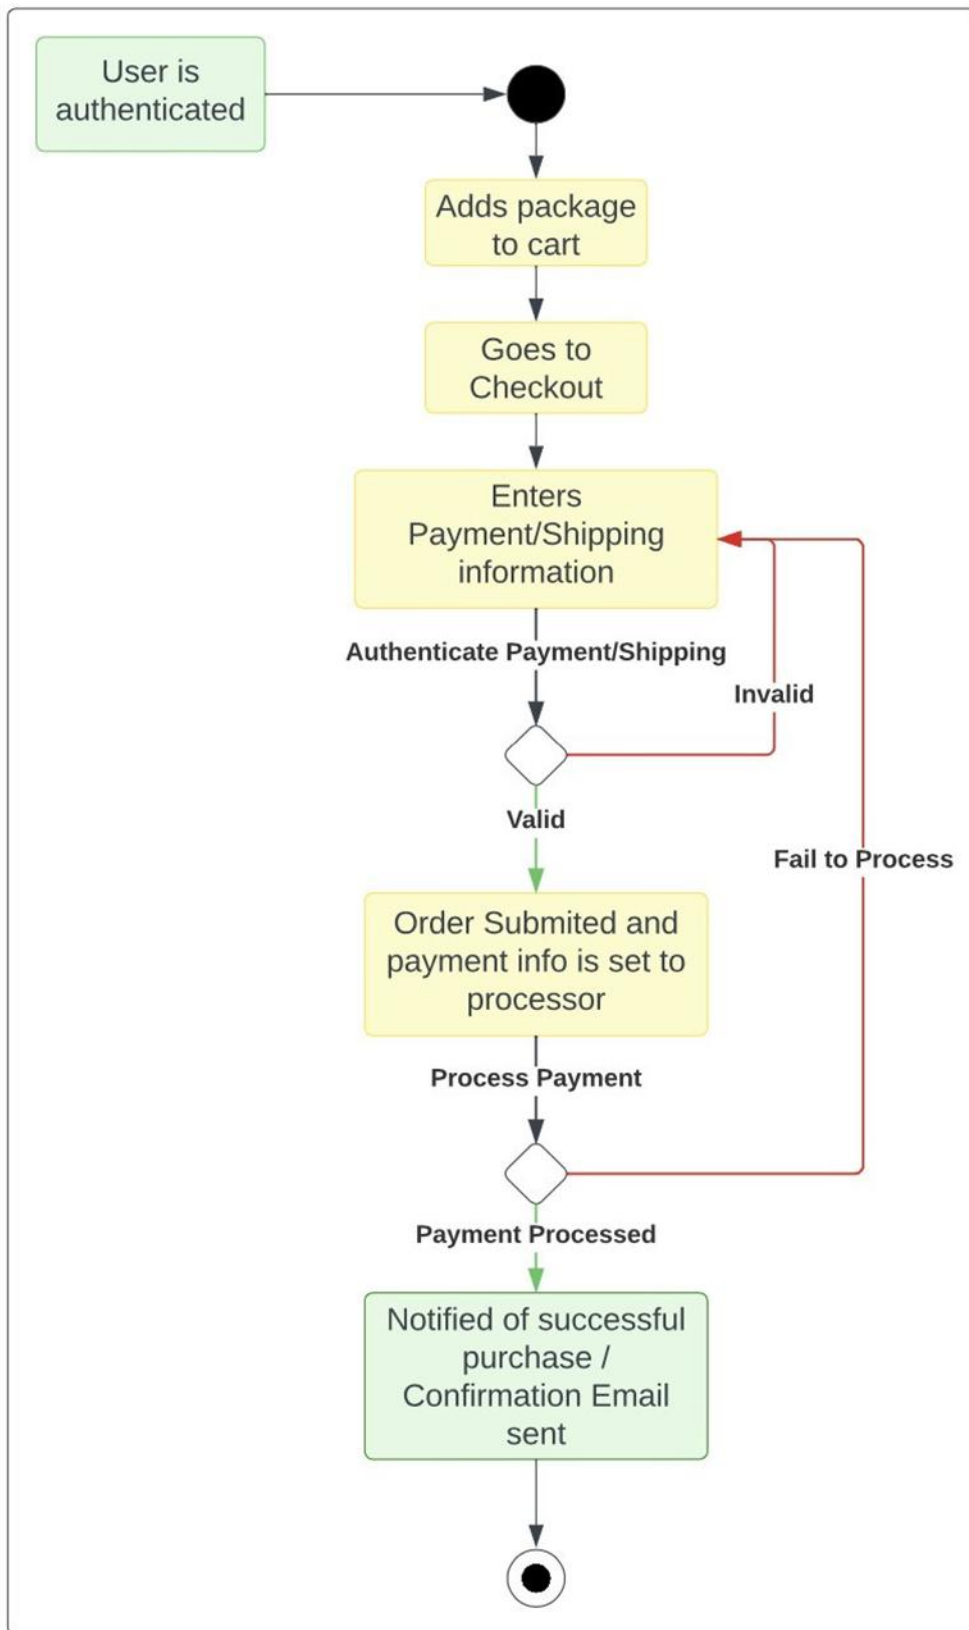 User is
authenticated
Adds package
to cart
Goes to
Checkout
Enters
Payment/Shipping
information
Authenticate Payment/Shipping
Invalid
Valid
Fail to Process
Order Submited and
payment info is set to
processor
Process Payment
Payment Processed
Notified of successful
purchase /
Confirmation Email
sent